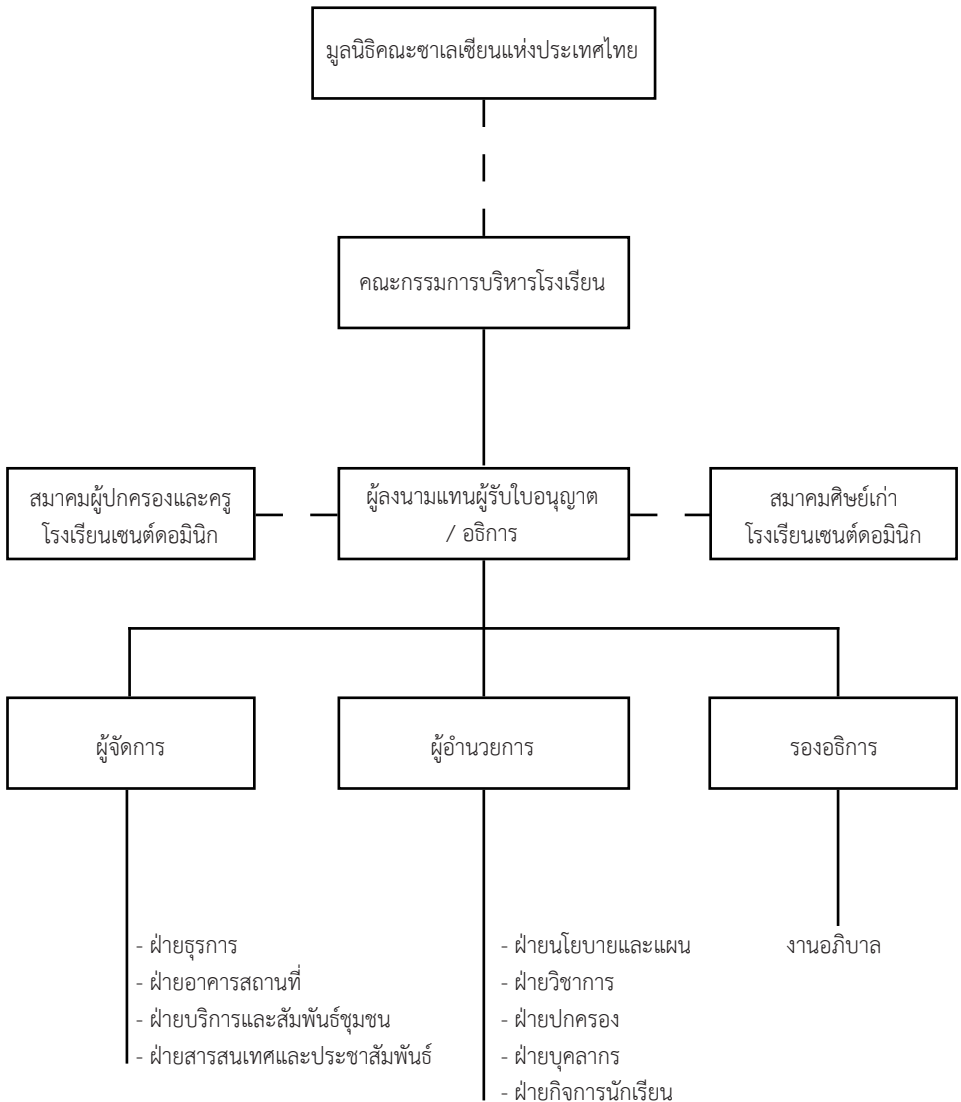 มูลนิธิคณะซาเลเซียนแห่งประเทศไทย
คณะกรรมการบริหารโรงเรียน
สมาคมผู้ปกครองและครู
โรงเรียนเซนต์ดอมินิก
ผู้ลงนามแทนผู้รับใบอนุญาต
/ อธิการ
สมาคมศิษย์เก่า
โรงเรียนเซนต์ดอมินิก
ผู้จัดการ
ผู้อำนวยการ
รองอธิการ
- ฝ่ายธุรการ
- ฝ่ายอาคารสถานที่
- ฝ่ายบริการและสัมพันธ์ชุมชน
- ฝ่ายสารสนเทศและประชาสัมพันธ์
- ฝ่ายนโยบายและแผน
- ฝ่ายวิชาการ
- ฝ่ายปกครอง
- ฝ่ายบุคลากร
- ฝ่ายกิจการนักเรียน
งานอภิบาล